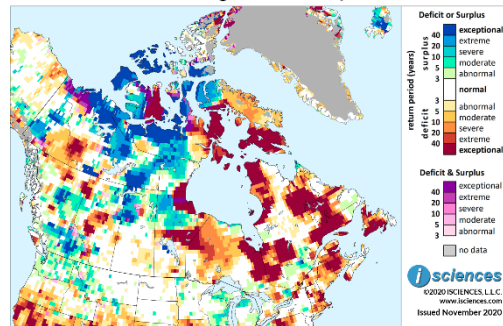 Deficit or Surplus
exceptional
40
extreme
20
severe
10
moderate
5
abnormal
3
normal
3
abnormal
5
moderate
10
severe
20
extreme
40
exceptional
return period (years)
surplus
deficit
Deficit & Surplus
exceptional
40
extreme
20
severe
10
moderate
5
abnormal
3
no data
isciences
©2020 ISCIENCES, L.L.C.
www.isciences.com
Issued November 2020